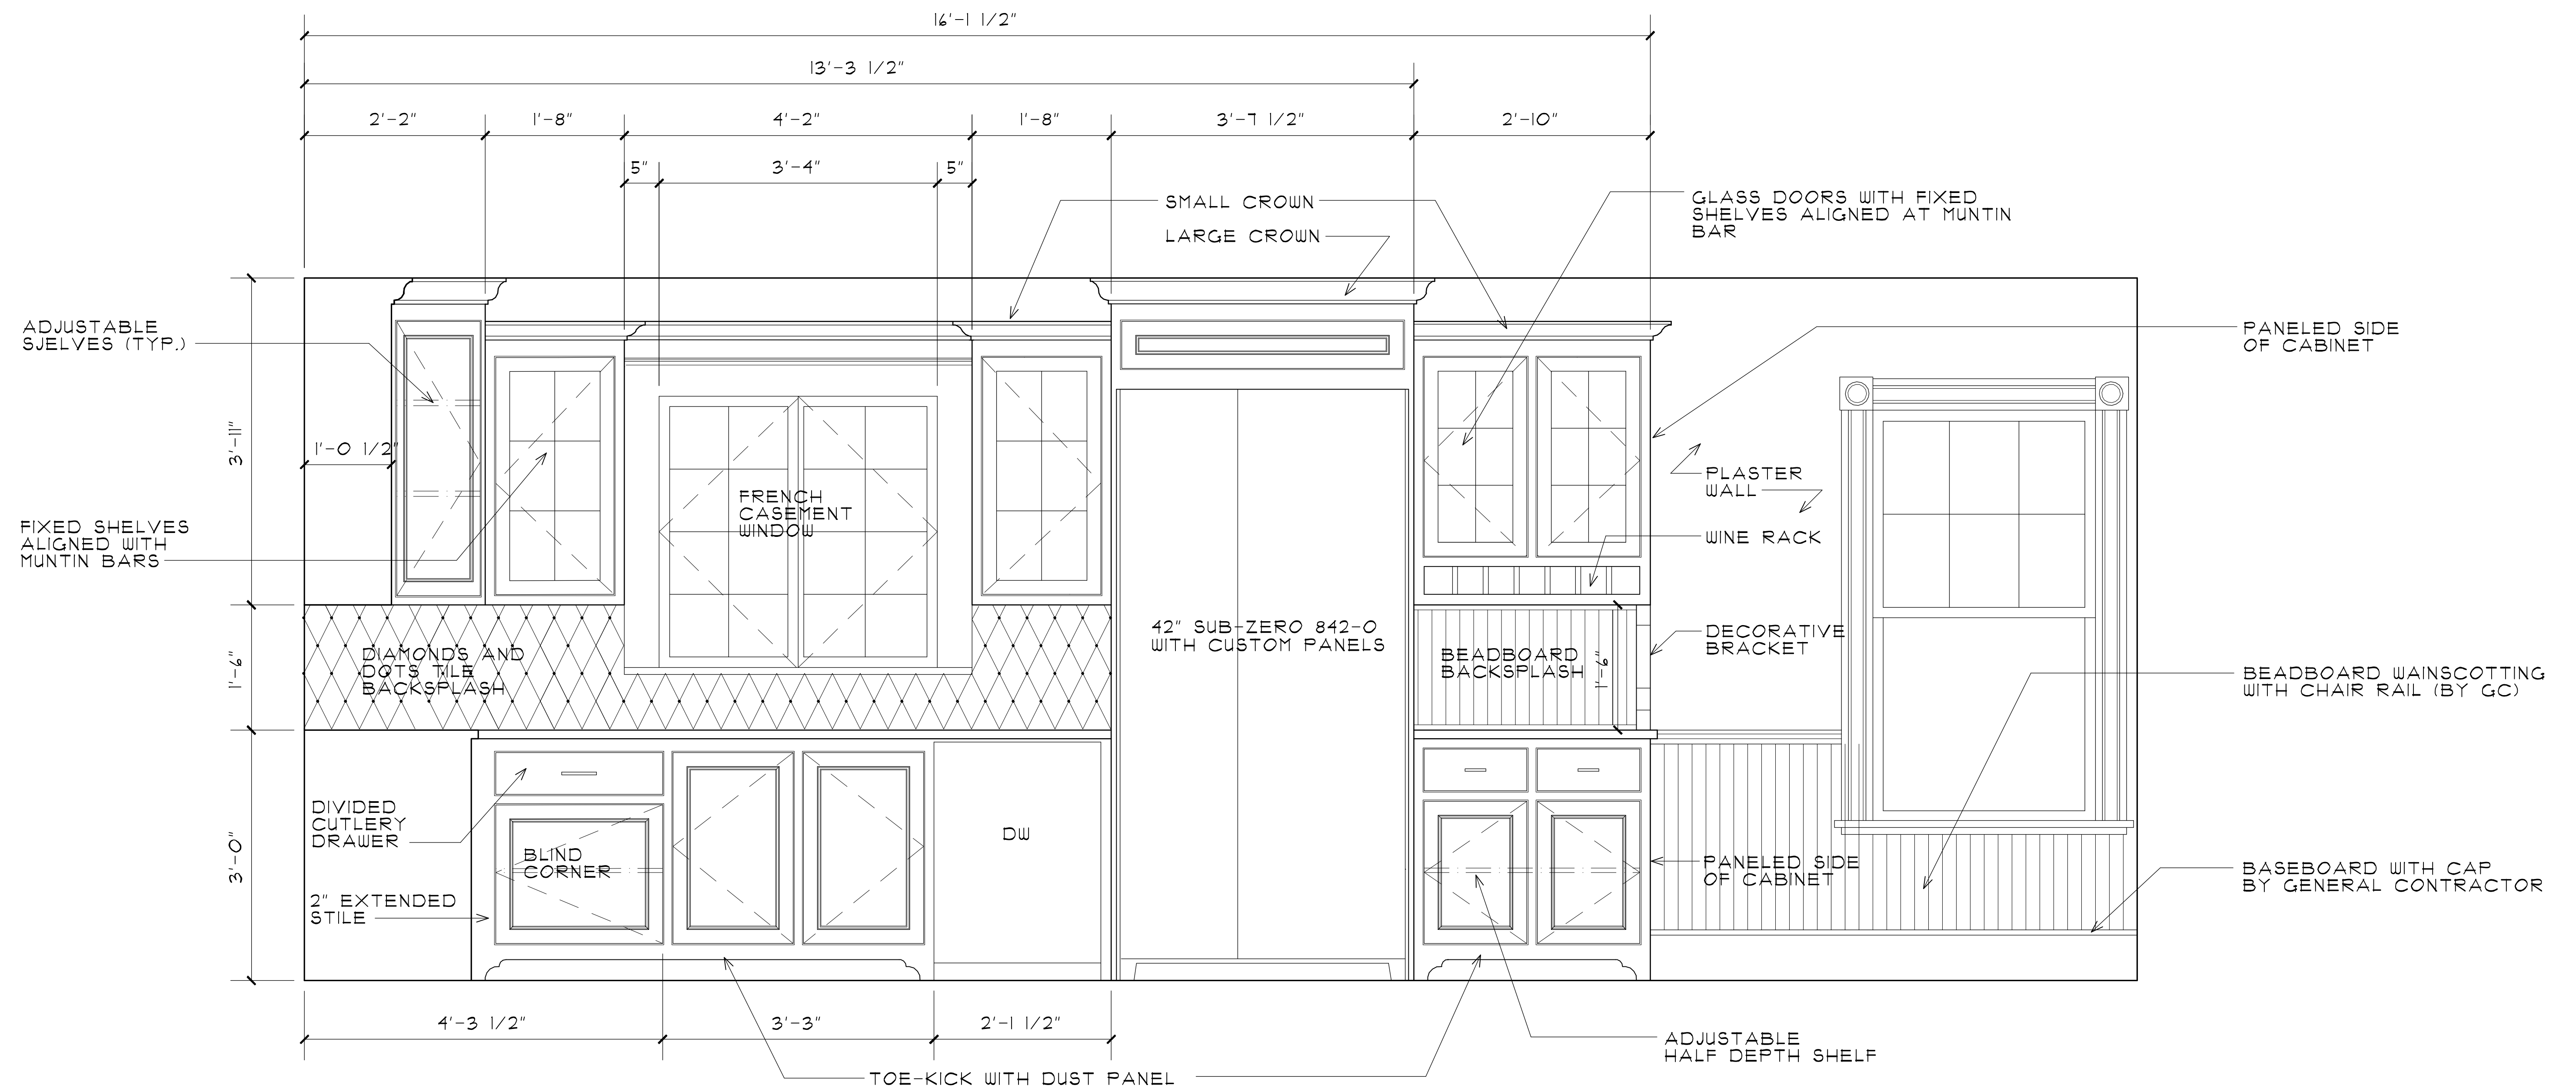 16'-1 1/2"
13'-3 1/2"
2'-2"
1'-8"
4'-2"
1'-8"
3'-7 1/2"
2'-10"
5"
3'-4"
5"
SMALL CROWN
LARGE CROWN
GLASS DOORS WITH FIXED
SHELVES ALIGNED AT MUNTIN
BAR
ADJUSTABLE
SJELVES (TYP.)
PANELED SIDE
OF CABINET
3'-11"
1'-0 1/2"
FRENCH
CASEMENT
WINDOW
PLASTER
WALL
WINE RACK
FIXED SHELVES
ALIGNED WITH
MUNTIN BARS
42" SUB-ZERO 842-O
WITH CUSTOM PANELS
DECORATIVE
BRACKET
1'-6"
DIAMONDS AND
DOTS TILE
BACKSPLASH
BEADBOARD
BACKSPLASH
1'-6"
BEADBOARD WAINSCOTTING
WITH CHAIR RAIL (BY GC)
DIVIDED
CUTLERY
DRAWER
DW
3'-0"
BLIND
CORNER
PANELED SIDE
OF CABINET
BASEBOARD WITH CAP
BY GENERAL CONTRACTOR
2" EXTENDED
STILE
4'-3 1/2"
3'-3"
2'-1 1/2"
ADJUSTABLE
HALF DEPTH SHELF
TOE-KICK WITH DUST PANEL